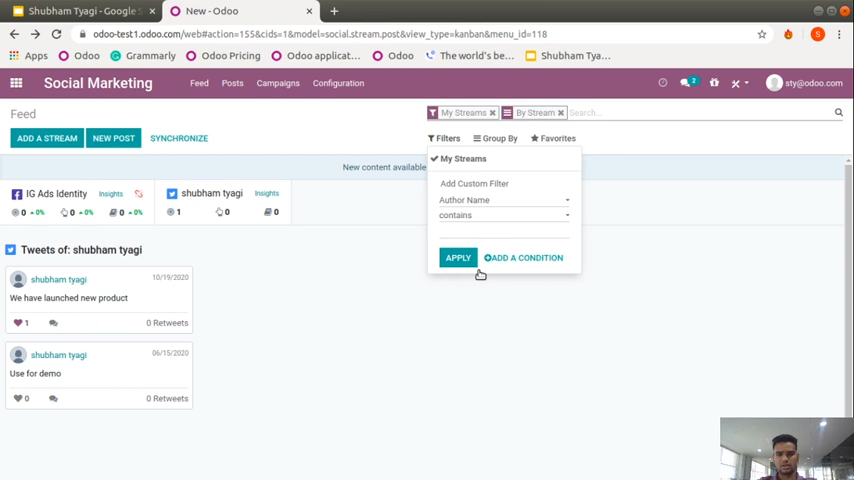 Shubham Tyagi - Google S
New - Odoo
odoo-test1.odoo.com/web#action=155&cids=1&model=social.stream.post&view_type=kanban&menu_id=118
S
Apps
Odoo
Grammarly
Odoo Pricing
Odoo applicat...
Odoo
The world's be...
Shubham Tya...
Social Marketing
Feed
Posts
Campaigns
Configuration
2
sty@odoo.com
Feed
My Streams
By Stream
Search...
ADD A STREAM
NEW POST
SYNCHRONIZE
Filters
Group By
Favorites
New content available
My Streams
Add Custom Filter
Author Name
contains
APPLY
ADD A CONDITION
IG Ads Identity
Insights
0
0%
0
0%
0
0%
shubham tyagi
Insights
1
0
0
Tweets of: shubham tyagi
shubham tyagi
10/19/2020
We have launched new product
1
0 Retweets
shubham tyagi
06/15/2020
Use for demo
0
0 Retweets